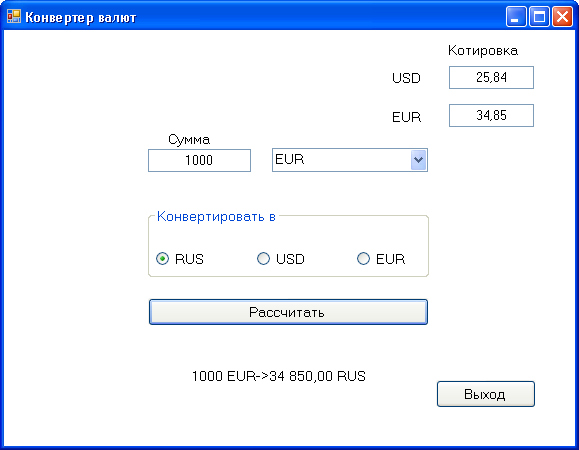 Конвертер валют
Котировка
USD 25,84
EUR 34,85
Сумма
1000 EUR
Конвертировать в
RUS USD EUR
Рассчитать
1000 EUR->34 850,00 RUS
Выход